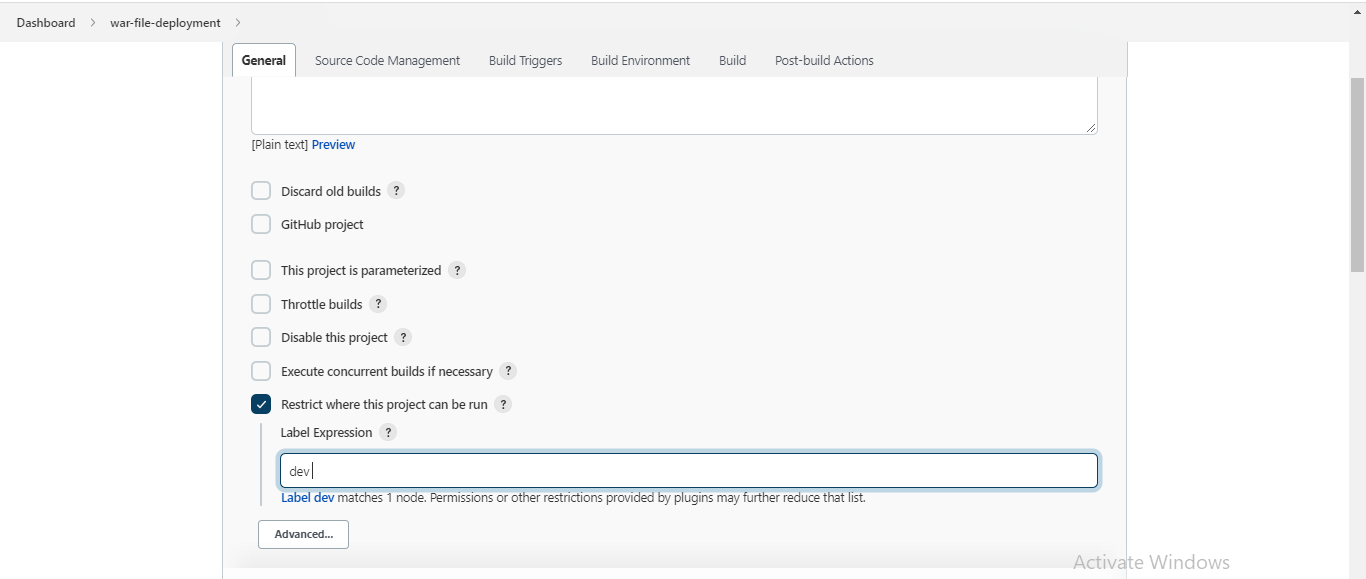 Dashboard > war-file-deployment >
General Source Code Management Build Triggers Build Environment Build Post-build Actions
[Plain text] Preview
Discard old builds ?
GitHub project
This project is parameterized ?
Throttle builds ?
Disable this project ?
Execute concurrent builds if necessary ?
Restrict where this project can be run ?
Label Expression ?
dev
Label dev matches 1 node. Permissions or other restrictions provided by plugins may further reduce that list.
Advanced...
Activate Windows